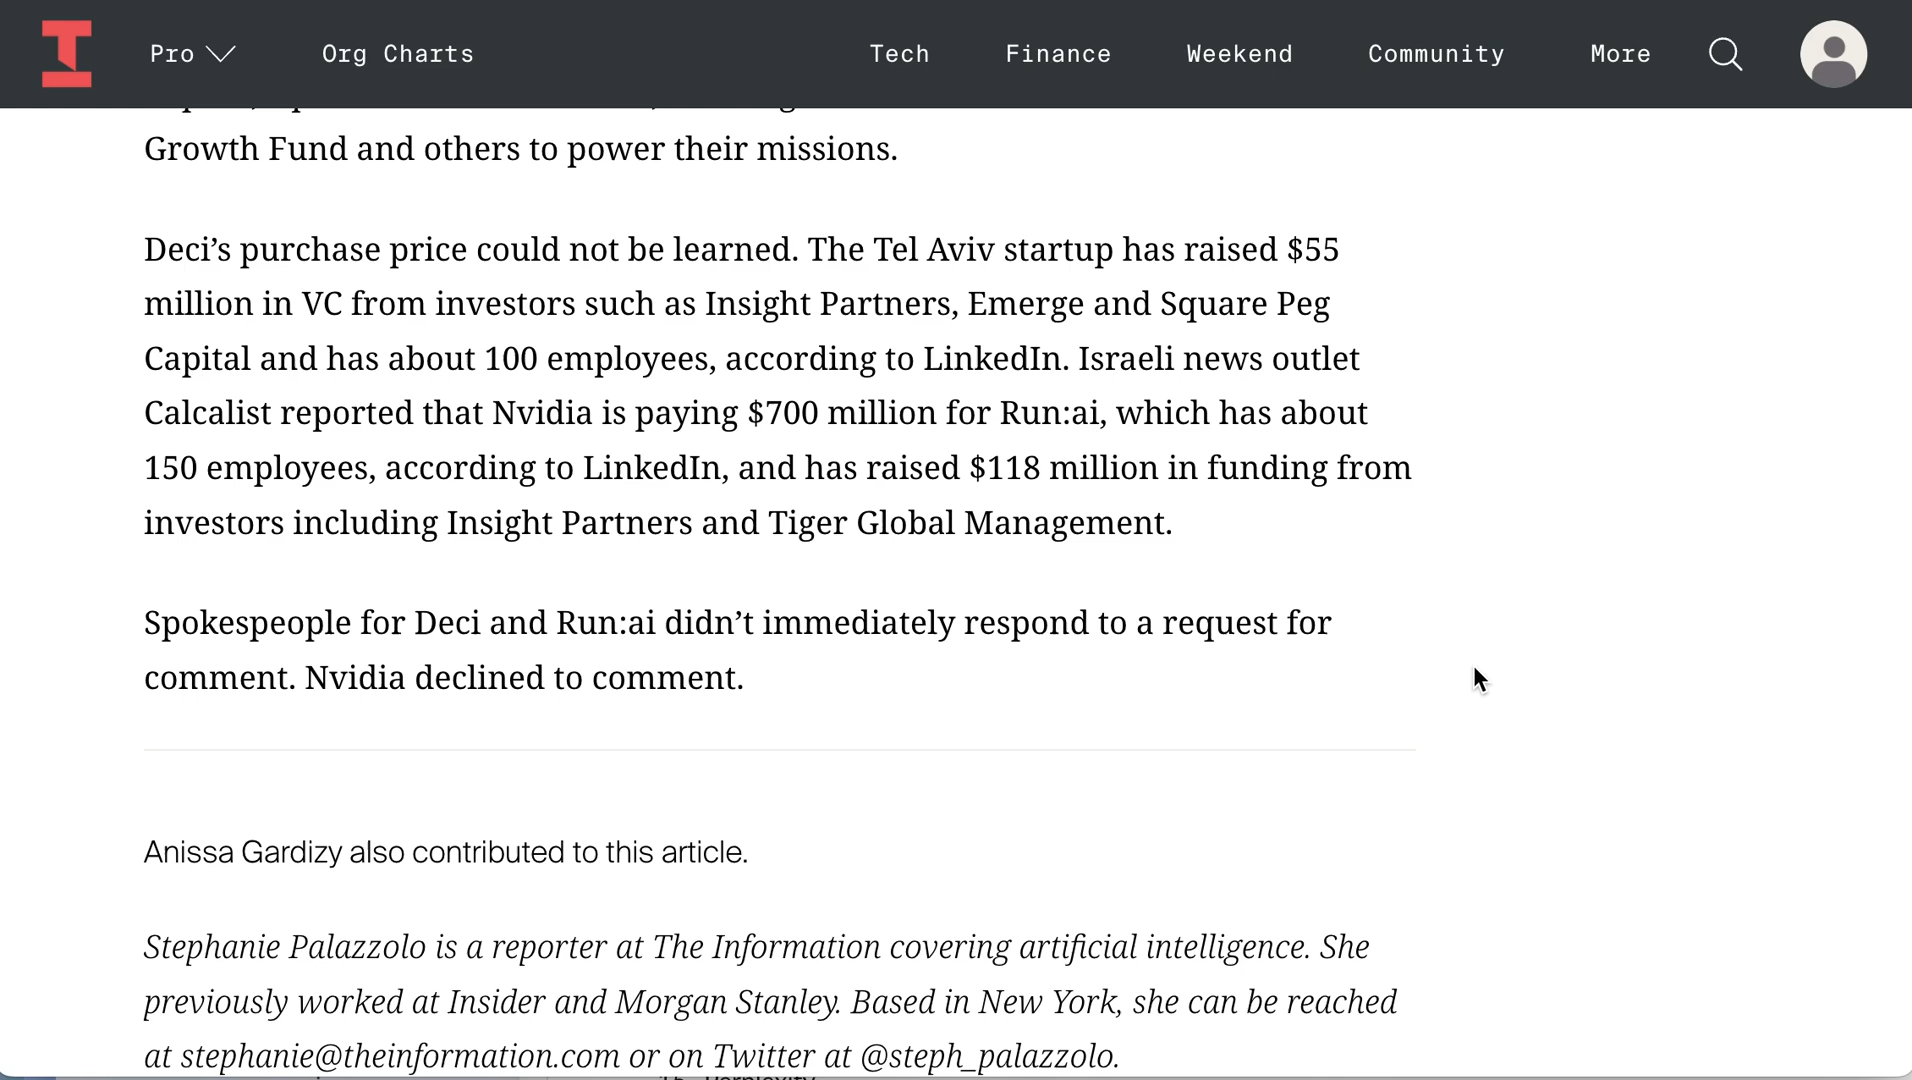 Pro
Org Charts
Tech
Finance
Weekend
Community
More
Growth Fund and others to power their missions.
Deci’s purchase price could not be learned. The Tel Aviv startup has raised $55
million in VC from investors such as Insight Partners, Emerge and Square Peg
Capital and has about 100 employees, according to LinkedIn. Israeli news outlet
Calcalist reported that Nvidia is paying $700 million for Run:ai, which has about
150 employees, according to LinkedIn, and has raised $118 million in funding from
investors including Insight Partners and Tiger Global Management.
Spokespeople for Deci and Run:ai didn’t immediately respond to a request for
comment. Nvidia declined to comment.
Anissa Gardizy also contributed to this article.
Stephanie Palazzolo is a reporter at The Information covering artificial intelligence. She
previously worked at Insider and Morgan Stanley. Based in New York, she can be reached
at stephanie@theinformation.com or on Twitter at @steph_palazzolo.